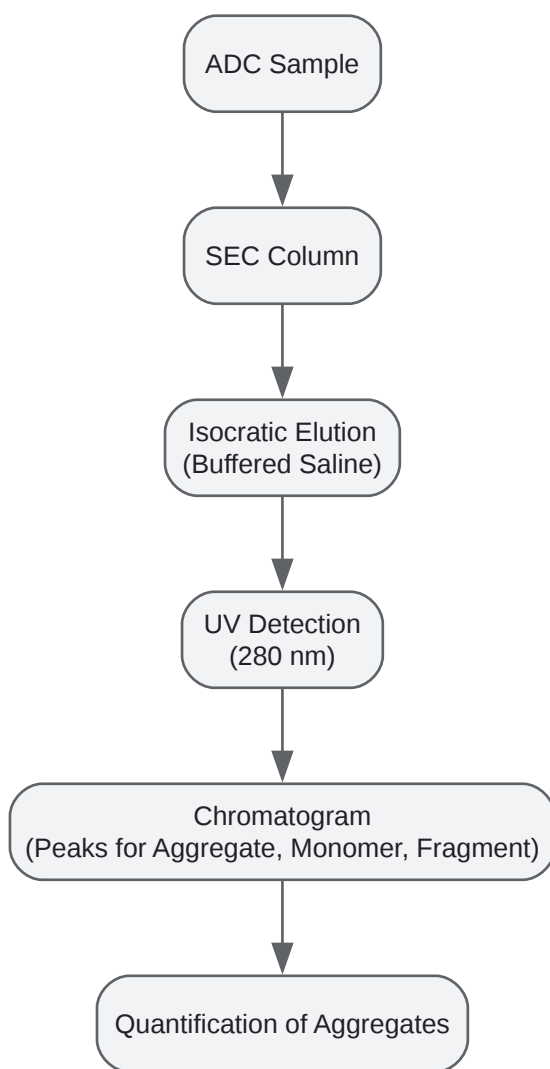 ADC Sample
SEC Column
Isocratic Elution
(Buffered Saline)
UV Detection
(280 nm)
Chromatogram
(Peaks for Aggregate, Monomer, Fragment)
Quantification of Aggregates